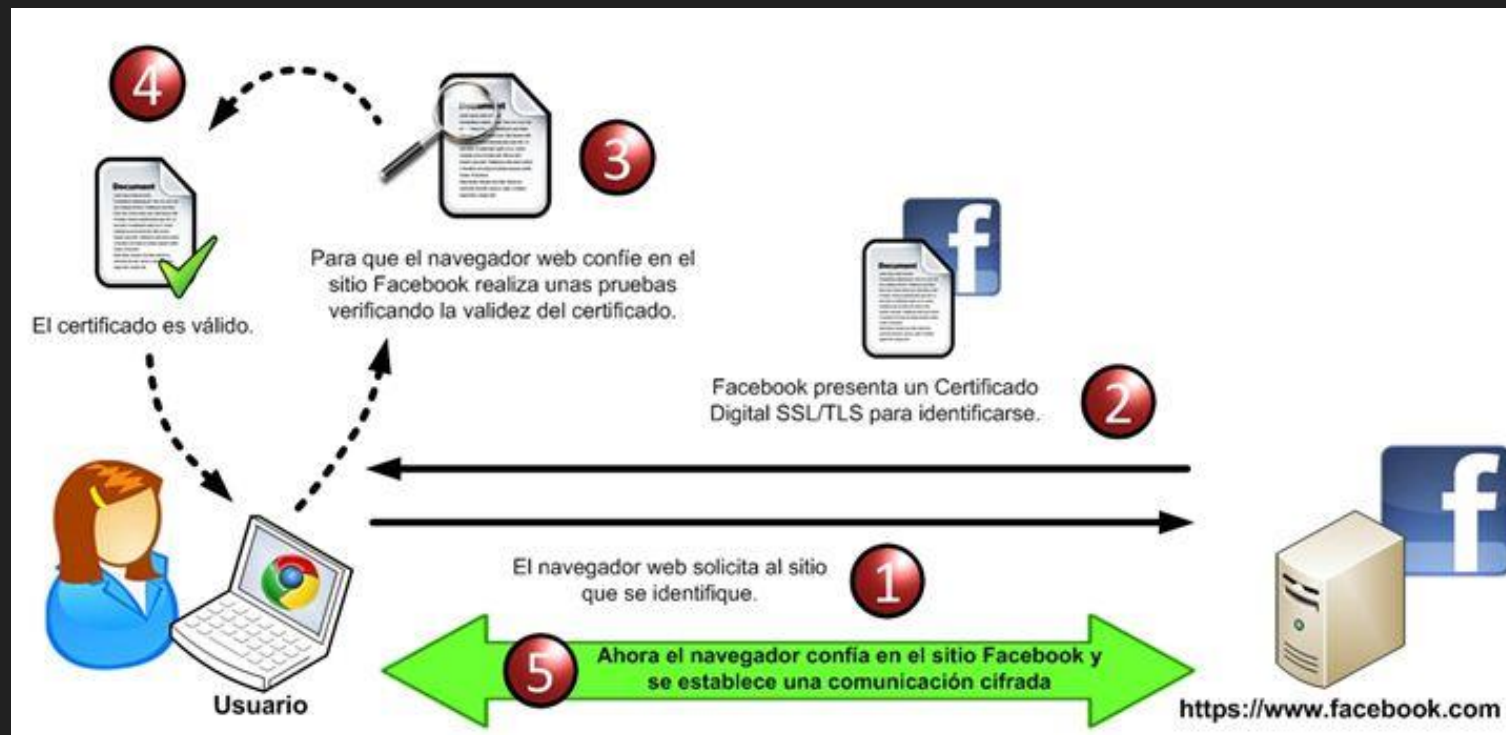 4
Document
El certificado es válido.
Document
3
Para que el navegador web confíe en el
sitio Facebook realiza unas pruebas
verificando la validez del certificado.
f
Document
Facebook presenta un Certificado
Digital SSL/TLS para identificarse.
2
El navegador web solicita al sitio
que se identifique.
1
5
Ahora el navegador confía en el sitio Facebook y
se establece una comunicación cifrada
Usuario
f
https://www.facebook.com